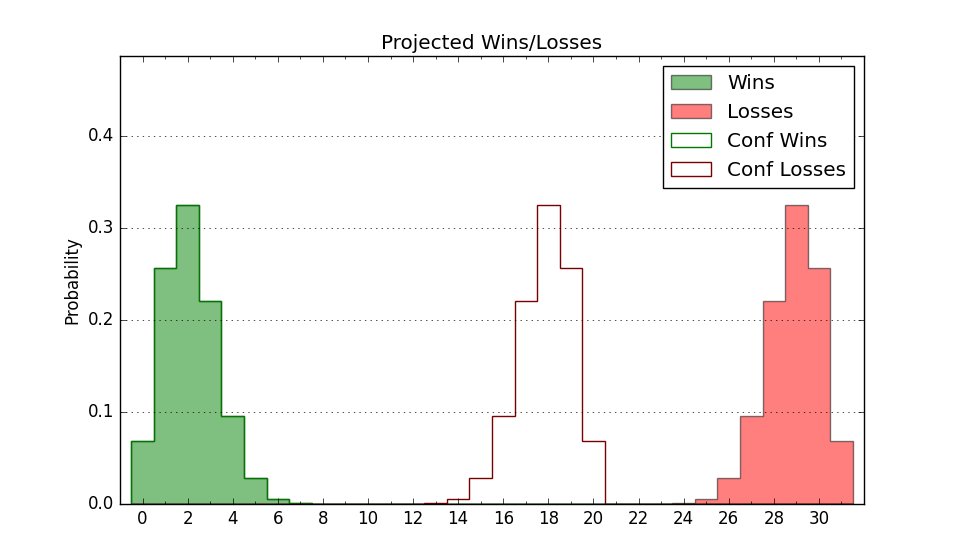 Projected Wins/Losses
Wins
Losses
Conf Wins
Conf Losses
Probability
0.4
0.3
0.2
0.1
0.0
0 2 4 6 8 10 12 14 16 18 20 22 24 26 28 30